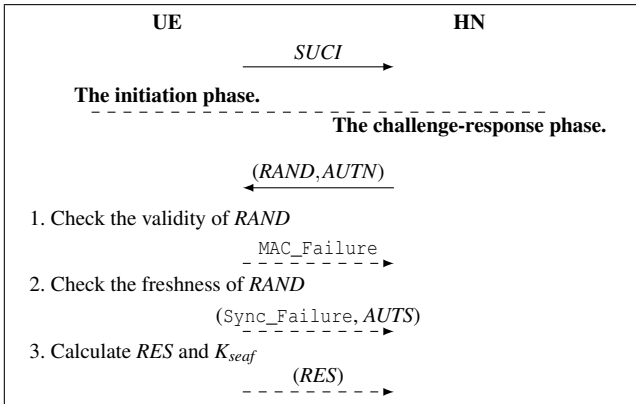 UE HN
SUCI
The initiation phase.
The challenge-response phase.
(RAND,AUTN)
1. Check the validity of RAND
MAC_Failure
2. Check the freshness of RAND
(Sync_Failure, AUTS)
3. Calculate RES and Kseaf
(RES)